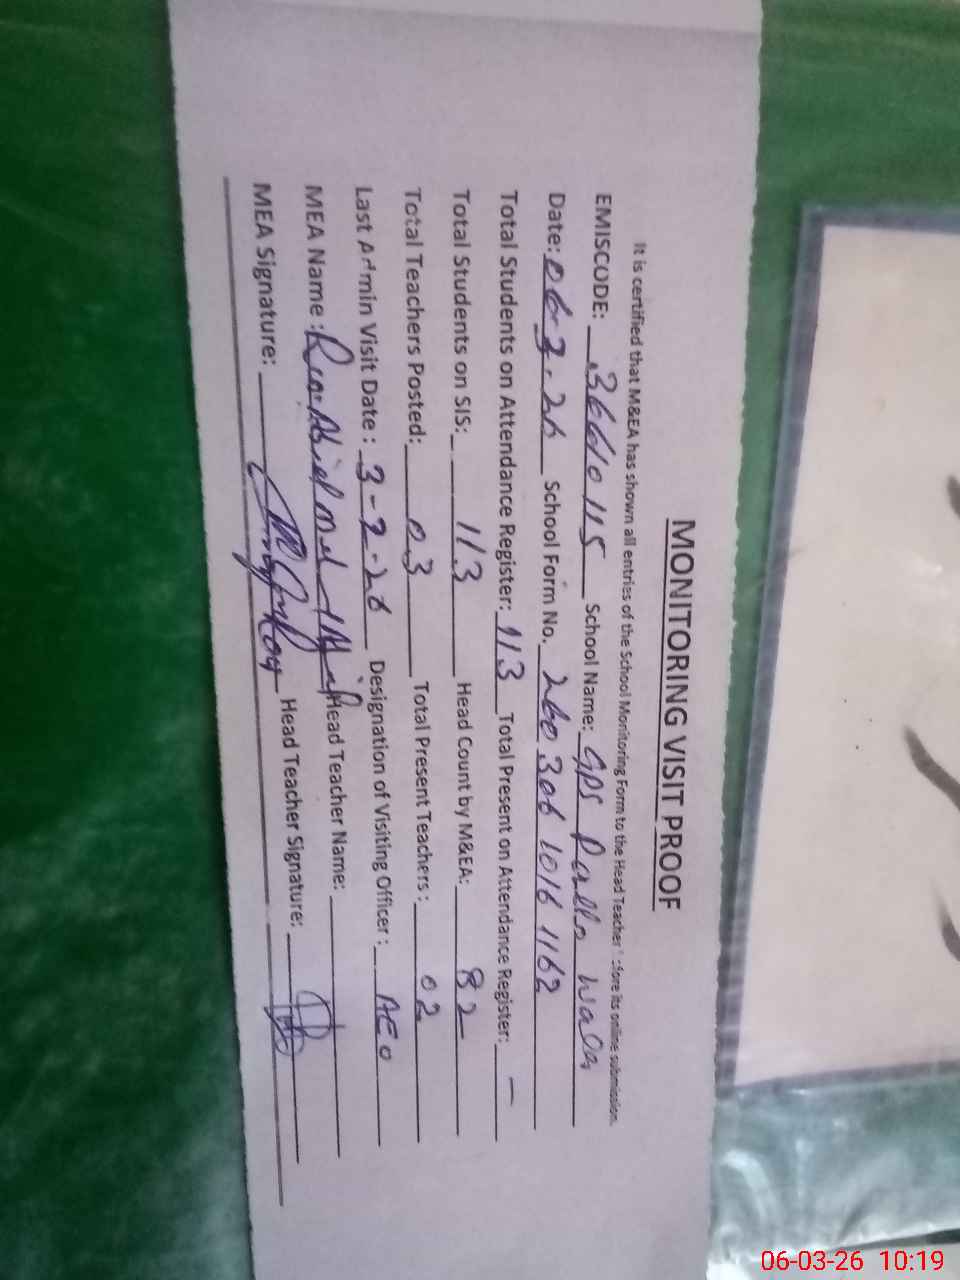 MONITORING VISIT PROOF
It is certified that M&EA has shown all entries of the School Monitoring Form to the Head Teacher before its online submission.
EMISCODE: 36610115 School Name: GPS Wala
Date: 06-3-26 School Form No. 260306 1016 1162
Total Students on Attendance Register: 113 Total Present on Attendance Register: —
Total Students on SIS: 113 Head Count by M&EA: 82
Total Teachers Posted: 03 Total Present Teachers: 02
Last Admin Visit Date: 3-2-26 Designation of Visiting Officer: AEO
MEA Name: Head Teacher Name:
MEA Signature: Head Teacher Signature:
06-03-26 10:19